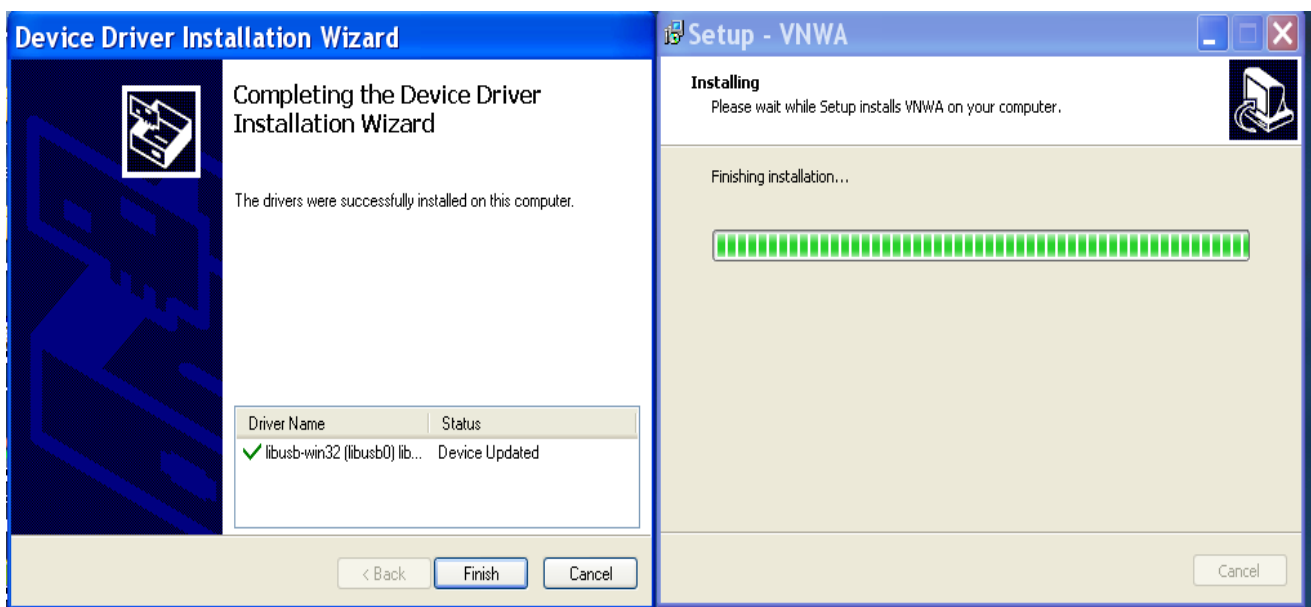 Device Driver Installation Wizard
Completing the Device Driver
Installation Wizard
The drivers were successfully installed on this computer.
Driver Name Status
libusb-win32 (libusb0) lib... Device Updated
< Back Finish Cancel
Setup - VNWA
Installing
Please wait while Setup installs VNWA on your computer.
Finishing installation...
Cancel